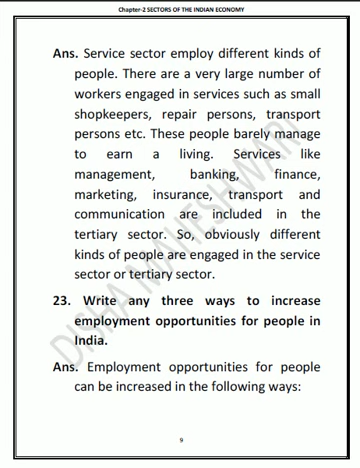 Chapter-2 SECTORS OF THE INDIAN ECONOMY
Ans. Service sector employ different kinds of
people. There are a very large number of
workers engaged in services such as small
shopkeepers, repair persons, transport
persons etc. These people barely manage
to earn a living. Services like
management, banking, finance,
marketing, insurance, transport and
communication are included in the
tertiary sector. So, obviously different
kinds of people are engaged in the service
sector or tertiary sector.
23. Write any three ways to increase
employment opportunities for people in
India.
Ans. Employment opportunities for people
can be increased in the following ways:
DISHA MAHESHWARI
9